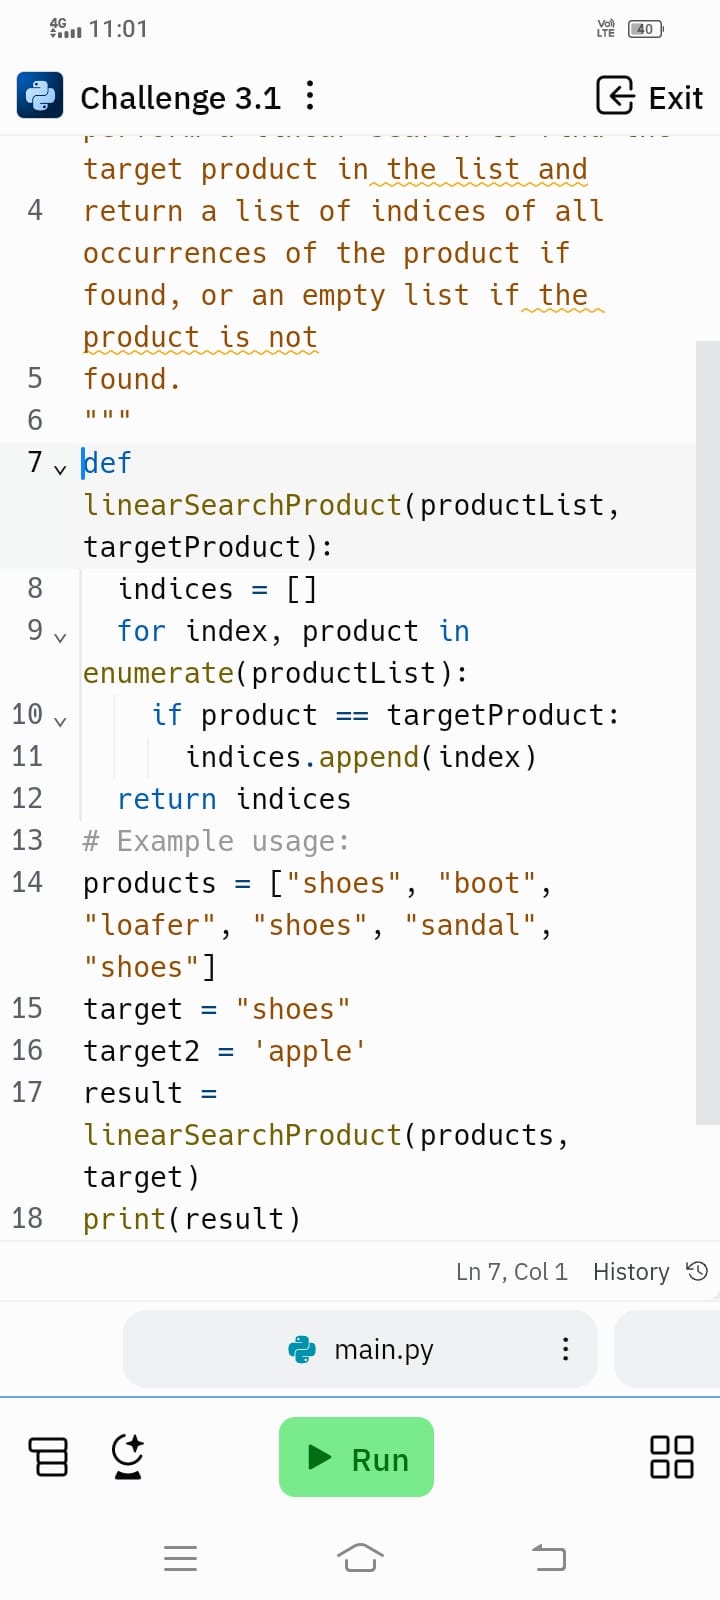 4G 11:01 Vo) LTE 40
Challenge 3.1 Exit
target product in the list and
4 return a list of indices of all
occurrences of the product if
found, or an empty list if the
product is not
5 found.
6 """
7 def
linearSearchProduct(productList,
targetProduct):
8 indices = []
9 for index, product in
enumerate(productList):
10 if product == targetProduct:
11 indices.append(index)
12 return indices
13 # Example usage:
14 products = ["shoes", "boot",
"loafer", "shoes", "sandal",
"shoes"]
15 target = "shoes"
16 target2 = 'apple'
17 result =
linearSearchProduct(products,
target)
18 print(result)
Ln 7, Col 1 History
main.py
Run